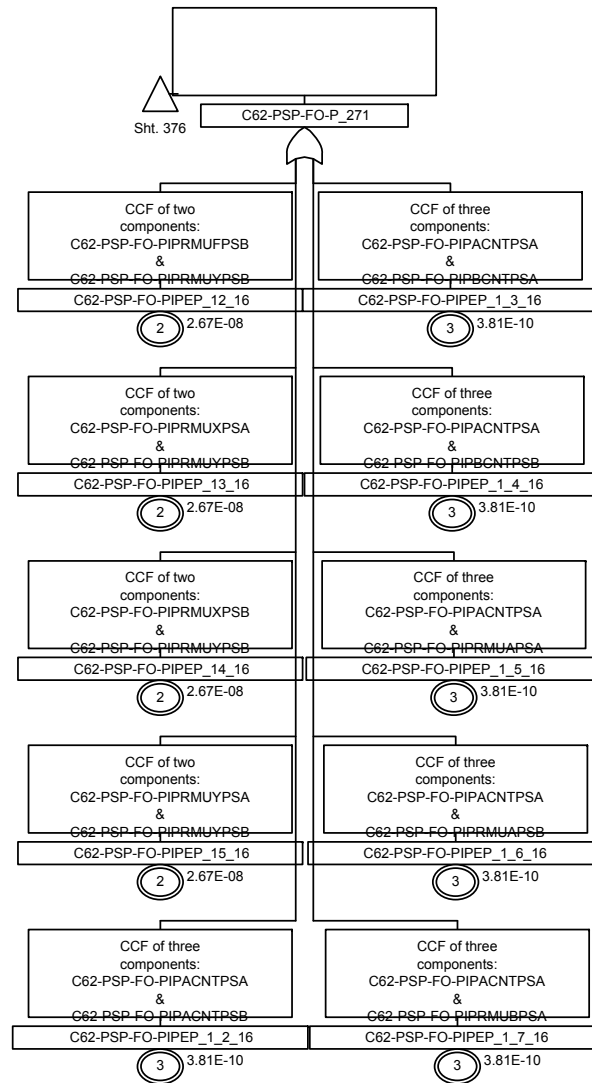 Sht. 376
C62-PSP-FO-P_271
CCF of two
components:
C62-PSP-FO-PIPRMUFPSB
&
C62-PSP-FO-PIPRMUYPSB
C62-PSP-FO-PIPEP_12_16
2
2.67E-08
CCF of three
components:
C62-PSP-FO-PIPACNTPSA
&
C62-PSP-FO-PIPBCNTPSA
C62-PSP-FO-PIPEP_1_3_16
3
3.81E-10
CCF of two
components:
C62-PSP-FO-PIPRMUXPSA
&
C62-PSP-FO-PIPRMUYPSB
C62-PSP-FO-PIPEP_13_16
2
2.67E-08
CCF of three
components:
C62-PSP-FO-PIPACNTPSA
&
C62-PSP-FO-PIPBCNTPSB
C62-PSP-FO-PIPEP_1_4_16
3
3.81E-10
CCF of two
components:
C62-PSP-FO-PIPRMUXPSB
&
C62-PSP-FO-PIPRMUYPSB
C62-PSP-FO-PIPEP_14_16
2
2.67E-08
CCF of three
components:
C62-PSP-FO-PIPACNTPSA
&
C62-PSP-FO-PIPRMUAPSA
C62-PSP-FO-PIPEP_1_5_16
3
3.81E-10
CCF of two
components:
C62-PSP-FO-PIPRMUYPSA
&
C62-PSP-FO-PIPRMUYPSB
C62-PSP-FO-PIPEP_15_16
2
2.67E-08
CCF of three
components:
C62-PSP-FO-PIPACNTPSA
&
C62-PSP-FO-PIPRMUAPSB
C62-PSP-FO-PIPEP_1_6_16
3
3.81E-10
CCF of three
components:
C62-PSP-FO-PIPACNTPSA
&
C62-PSP-FO-PIPACNTPSB
C62-PSP-FO-PIPEP_1_2_16
3
3.81E-10
CCF of three
components:
C62-PSP-FO-PIPACNTPSA
&
C62-PSP-FO-PIPRMUBPSA
C62-PSP-FO-PIPEP_1_7_16
3
3.81E-10